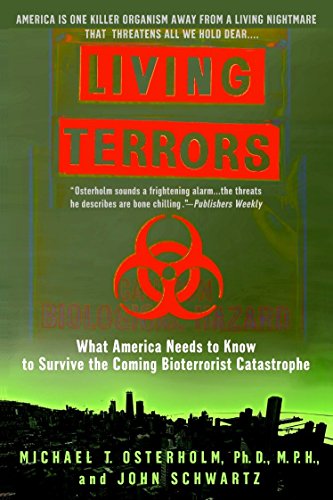 AMERICA IS ONE KILLER ORGANISM AWAY FROM A LIVING NIGHTMARE
THAT THREATENS ALL WE HOLD DEAR....
LIVING
TERRORS
"Osterholm sounds a frightening alarm...the threats
he describes are bone chilling."—Publishers Weekly
BIOLOGICAL HAZARD
What America Needs to Know
to Survive the Coming Bioterrorist Catastrophe
MICHAEL T. OSTERHOLM, Ph.D., M.P.H.,
and JOHN SCHWARTZ